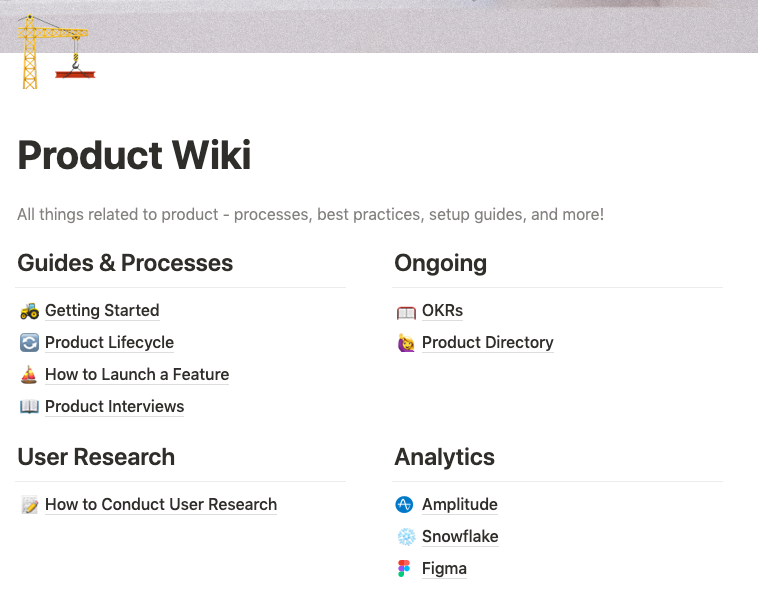 Product Wiki
All things related to product - processes, best practices, setup guides, and more!
Guides & Processes
Getting Started
Product Lifecycle
How to Launch a Feature
Product Interviews
Ongoing
OKRs
Product Directory
User Research
How to Conduct User Research
Analytics
Amplitude
Snowflake
Figma